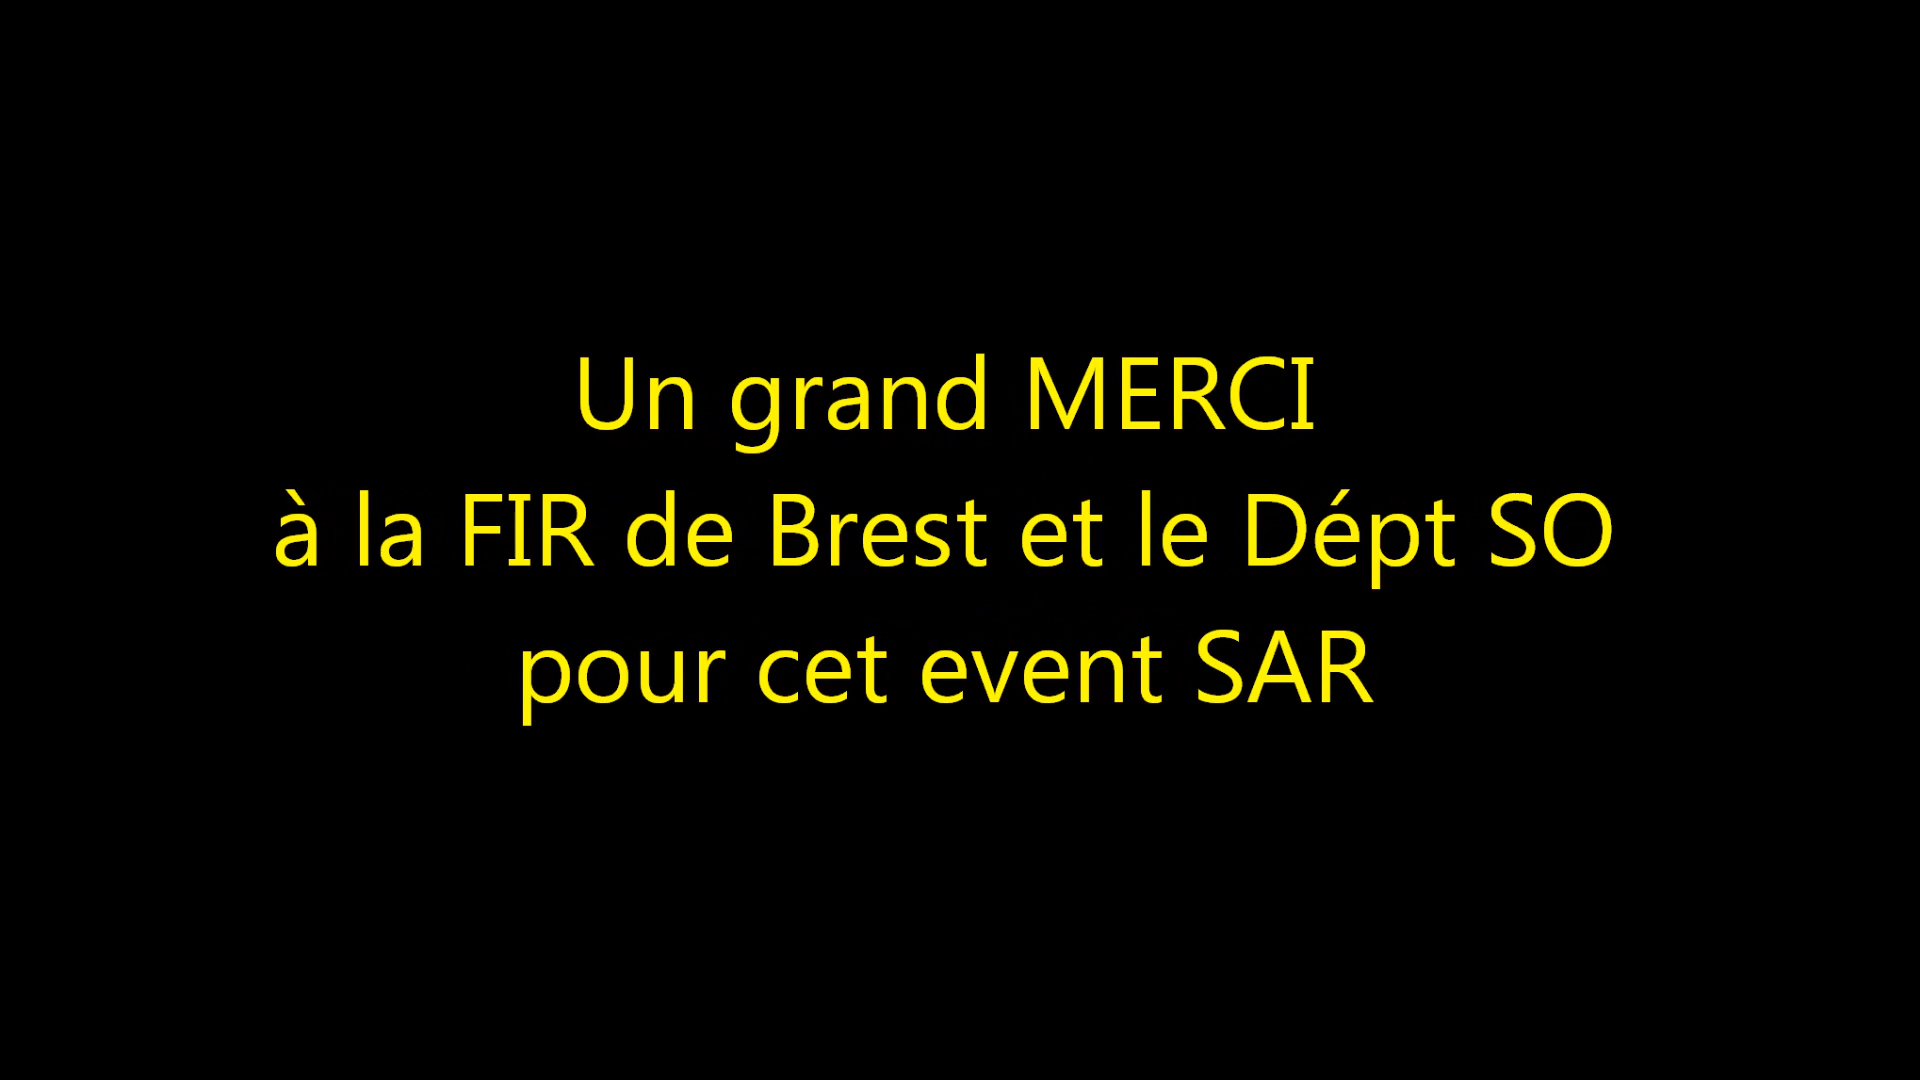 Un grand MERCI
à la FIR de Brest et le Dépt SO
pour cet event SAR